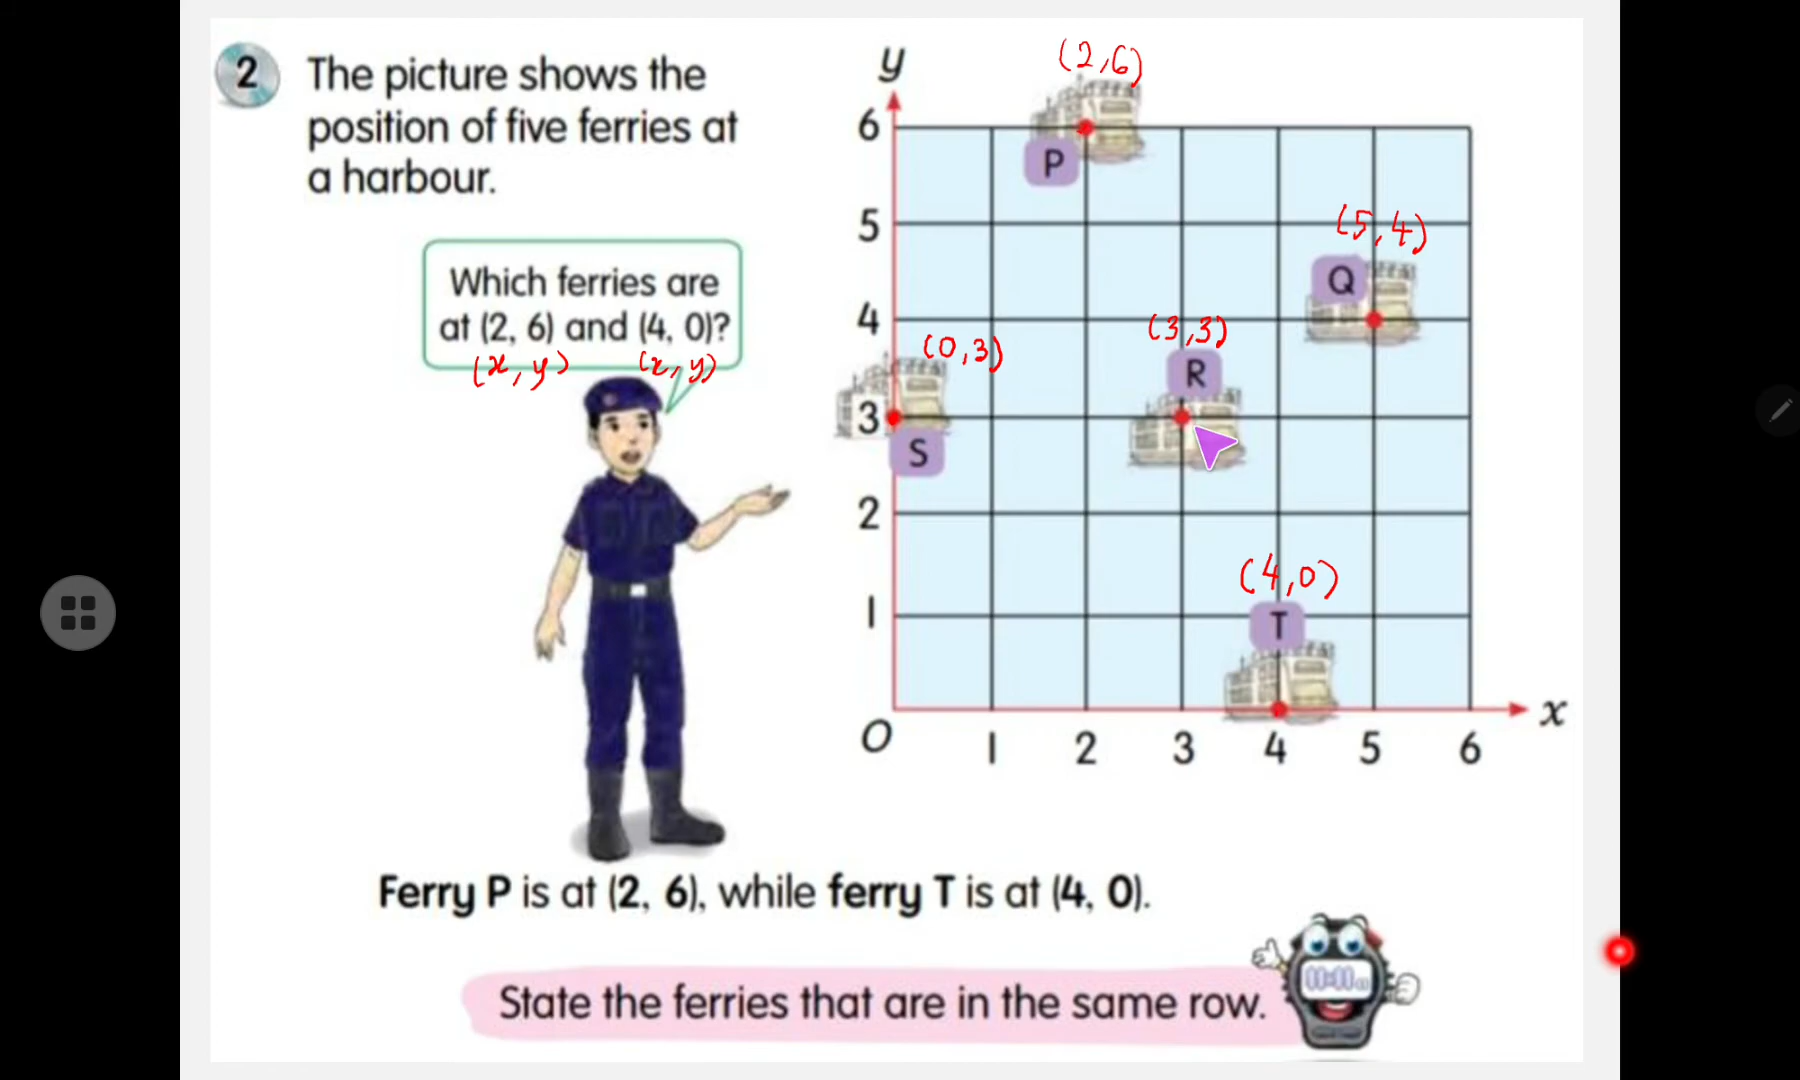 2 The picture shows the
position of five ferries at
a harbour.
Which ferries are
at (2, 6) and (4, 0)?
(x, y) (x, y)
y
(2,6)
6
P
5
(5,4)
Q
4
(3,3)
(0,3)
R
3
S
2
(4,0)
1
T
x
O 1 2 3 4 5 6
Ferry P is at (2, 6), while ferry T is at (4, 0).
State the ferries that are in the same row.